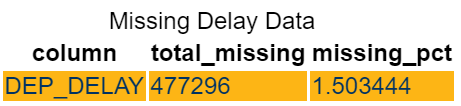 Missing Delay Data
column total_missing missing_pct
DEP_DELAY 477296 1.503444